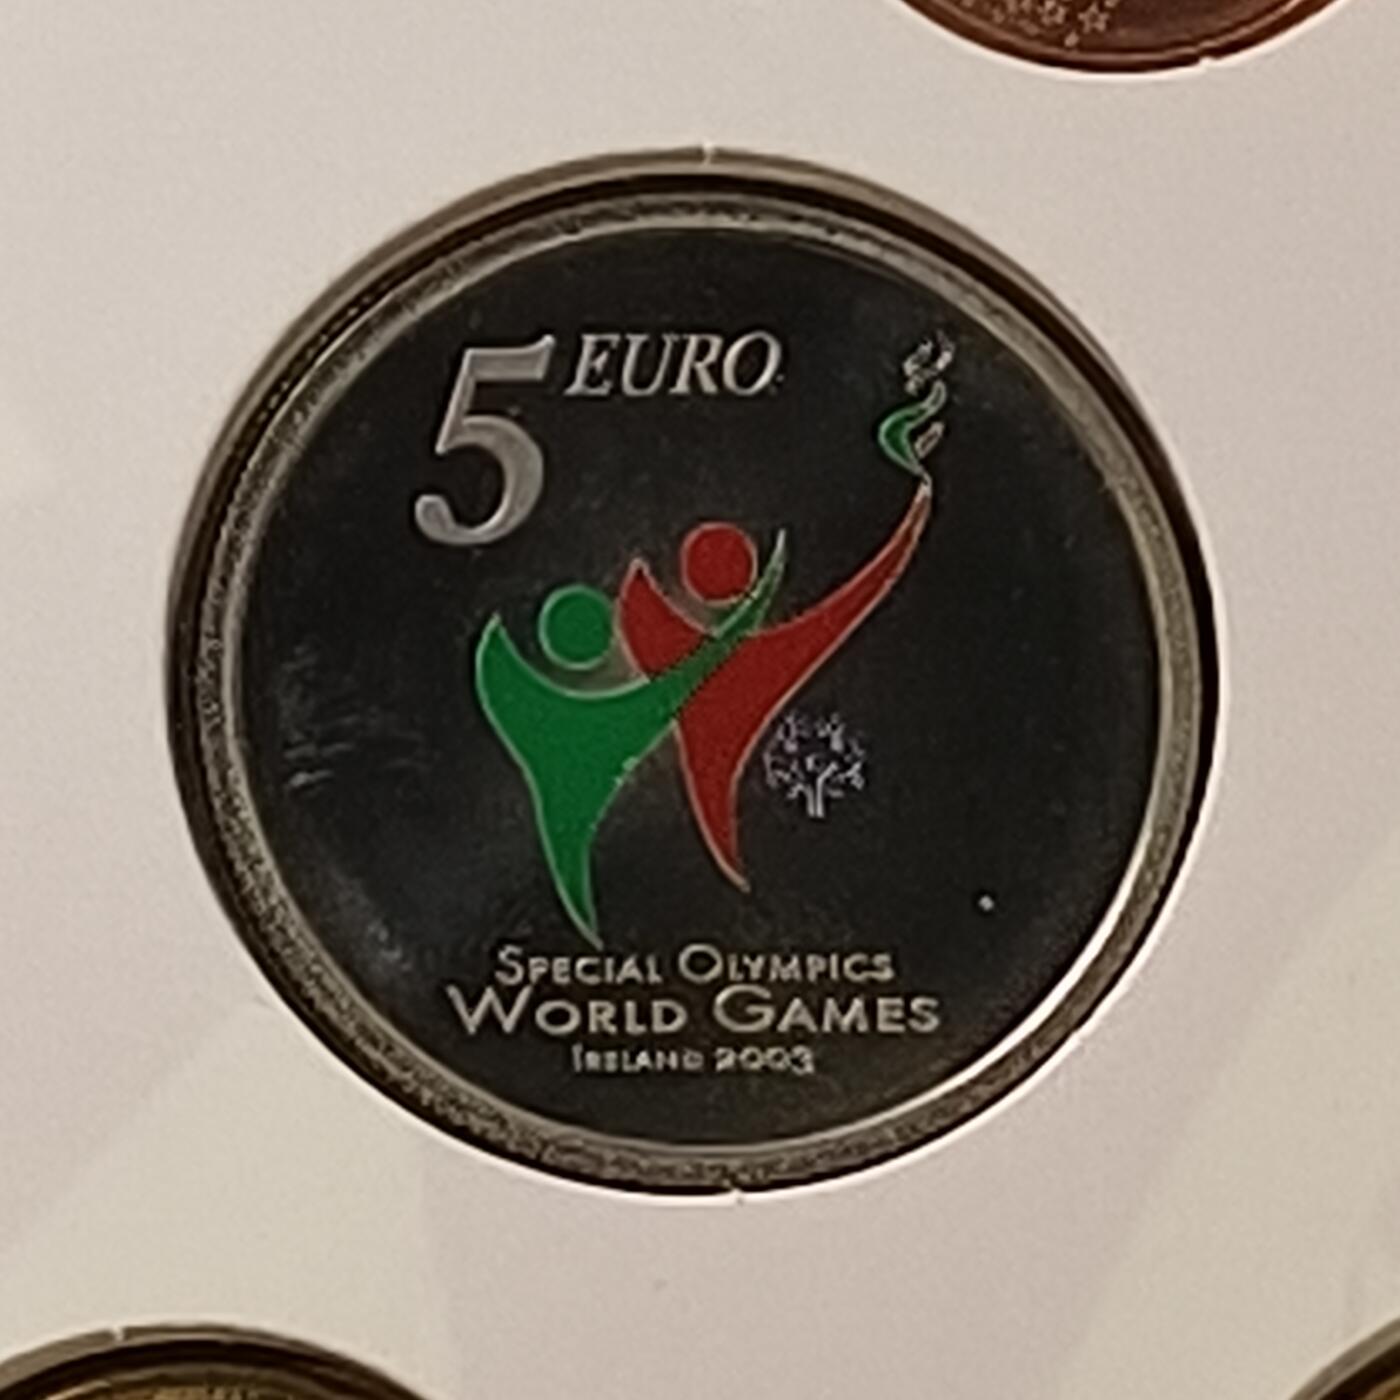 5 EURO
SPECIAL OLYMPICS
WORLD GAMES
IRELAND 2003